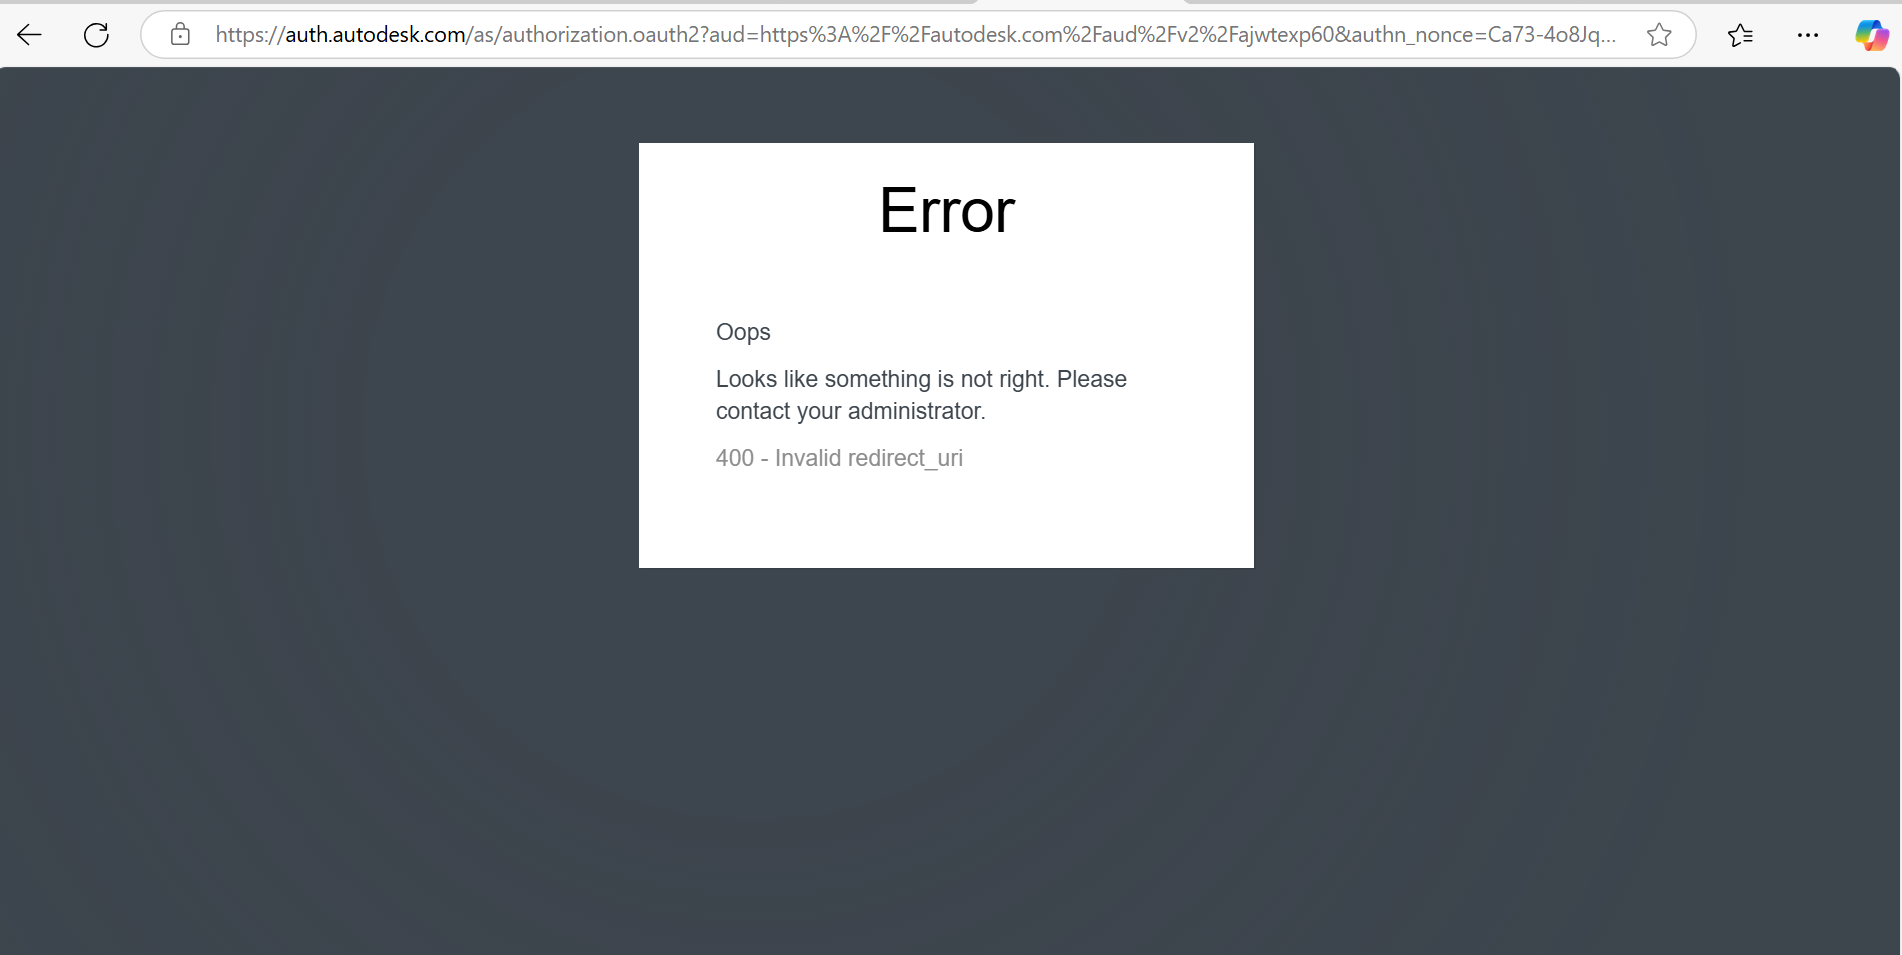 https://auth.autodesk.com/as/authorization.oauth2?aud=https%3A%2F%2Fautodesk.com%2Faud%2Fv2%2Fajwtexp60&authn_nonce=Ca73-4o8Jq...
Error
Oops
Looks like something is not right. Please
contact your administrator.
400 - Invalid redirect_uri